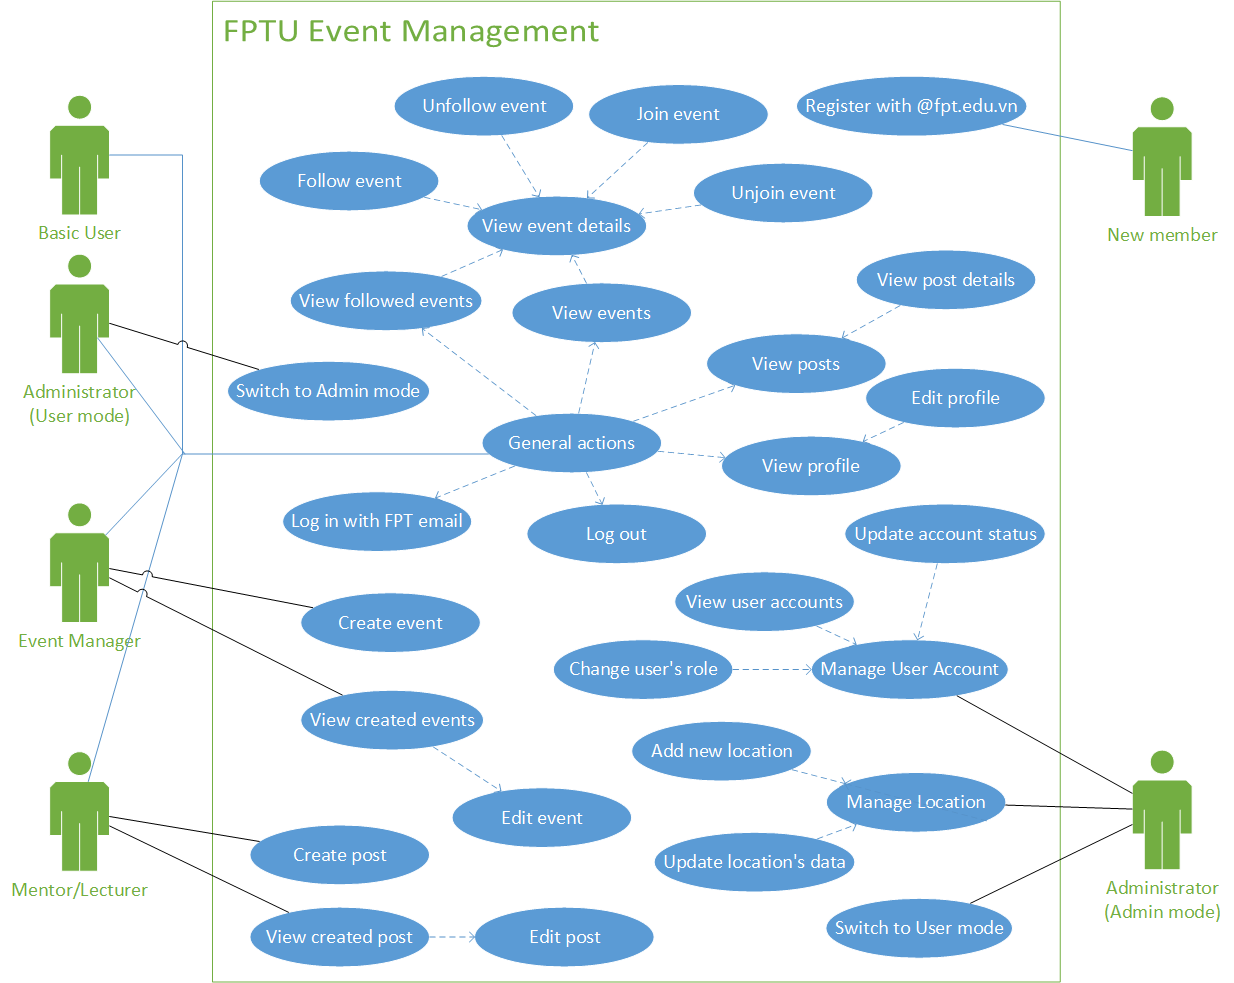 FPTU Event Management
Unfollow event
Join event
Register with @fpt.edu.vn
Follow event
Unjoin event
View event details
Basic User
New member
View followed events
View events
View post details
View posts
Administrator
(User mode)
Switch to Admin mode
Edit profile
General actions
View profile
Log in with FPT email
Log out
Update account status
View user accounts
Create event
Event Manager
Change user's role
Manage User Account
View created events
Add new location
Manage Location
Edit event
Create post
Update location's data
Mentor/Lecturer
Administrator
(Admin mode)
View created post
Edit post
Switch to User mode